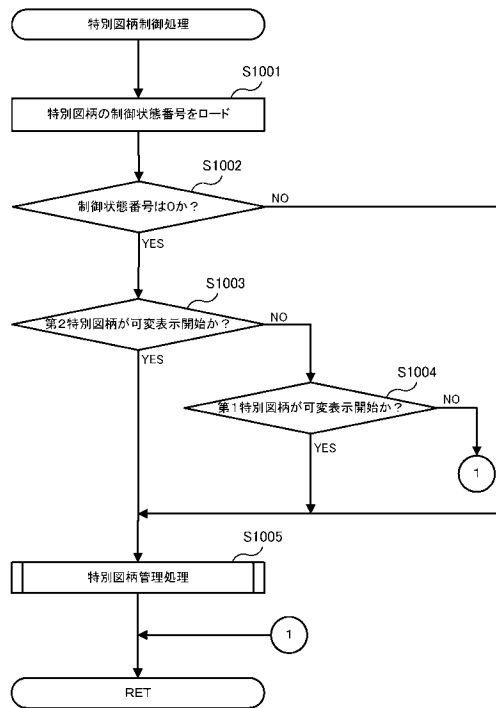 特別図柄制御処理
S1001
特別図柄の制御状態番号をロード
S1002
制御状態番号は0か？
NO
YES
S1003
第2特別図柄が可変表示開始か？
NO
YES
S1004
第1特別図柄が可変表示開始か？
NO
YES
1
S1005
特別図柄管理処理
1
RET